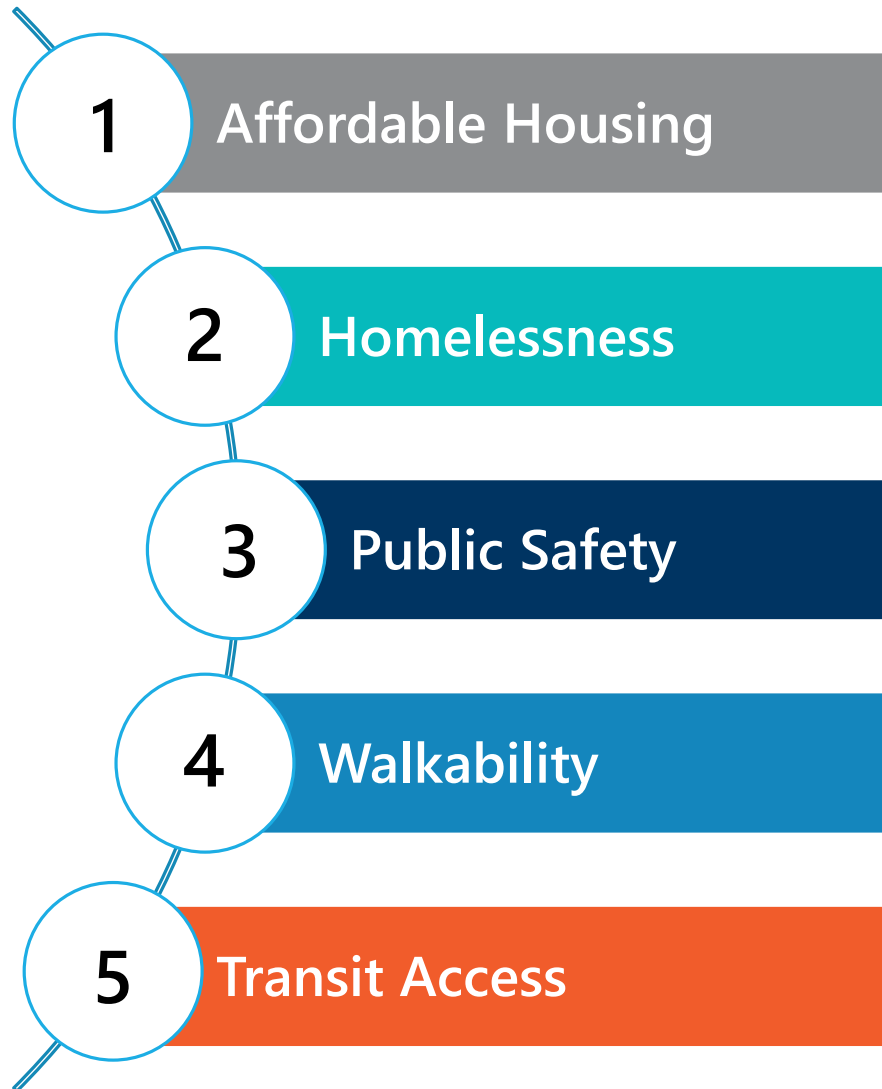 1 Affordable Housing
2 Homelessness
3 Public Safety
4 Walkability
5 Transit Access